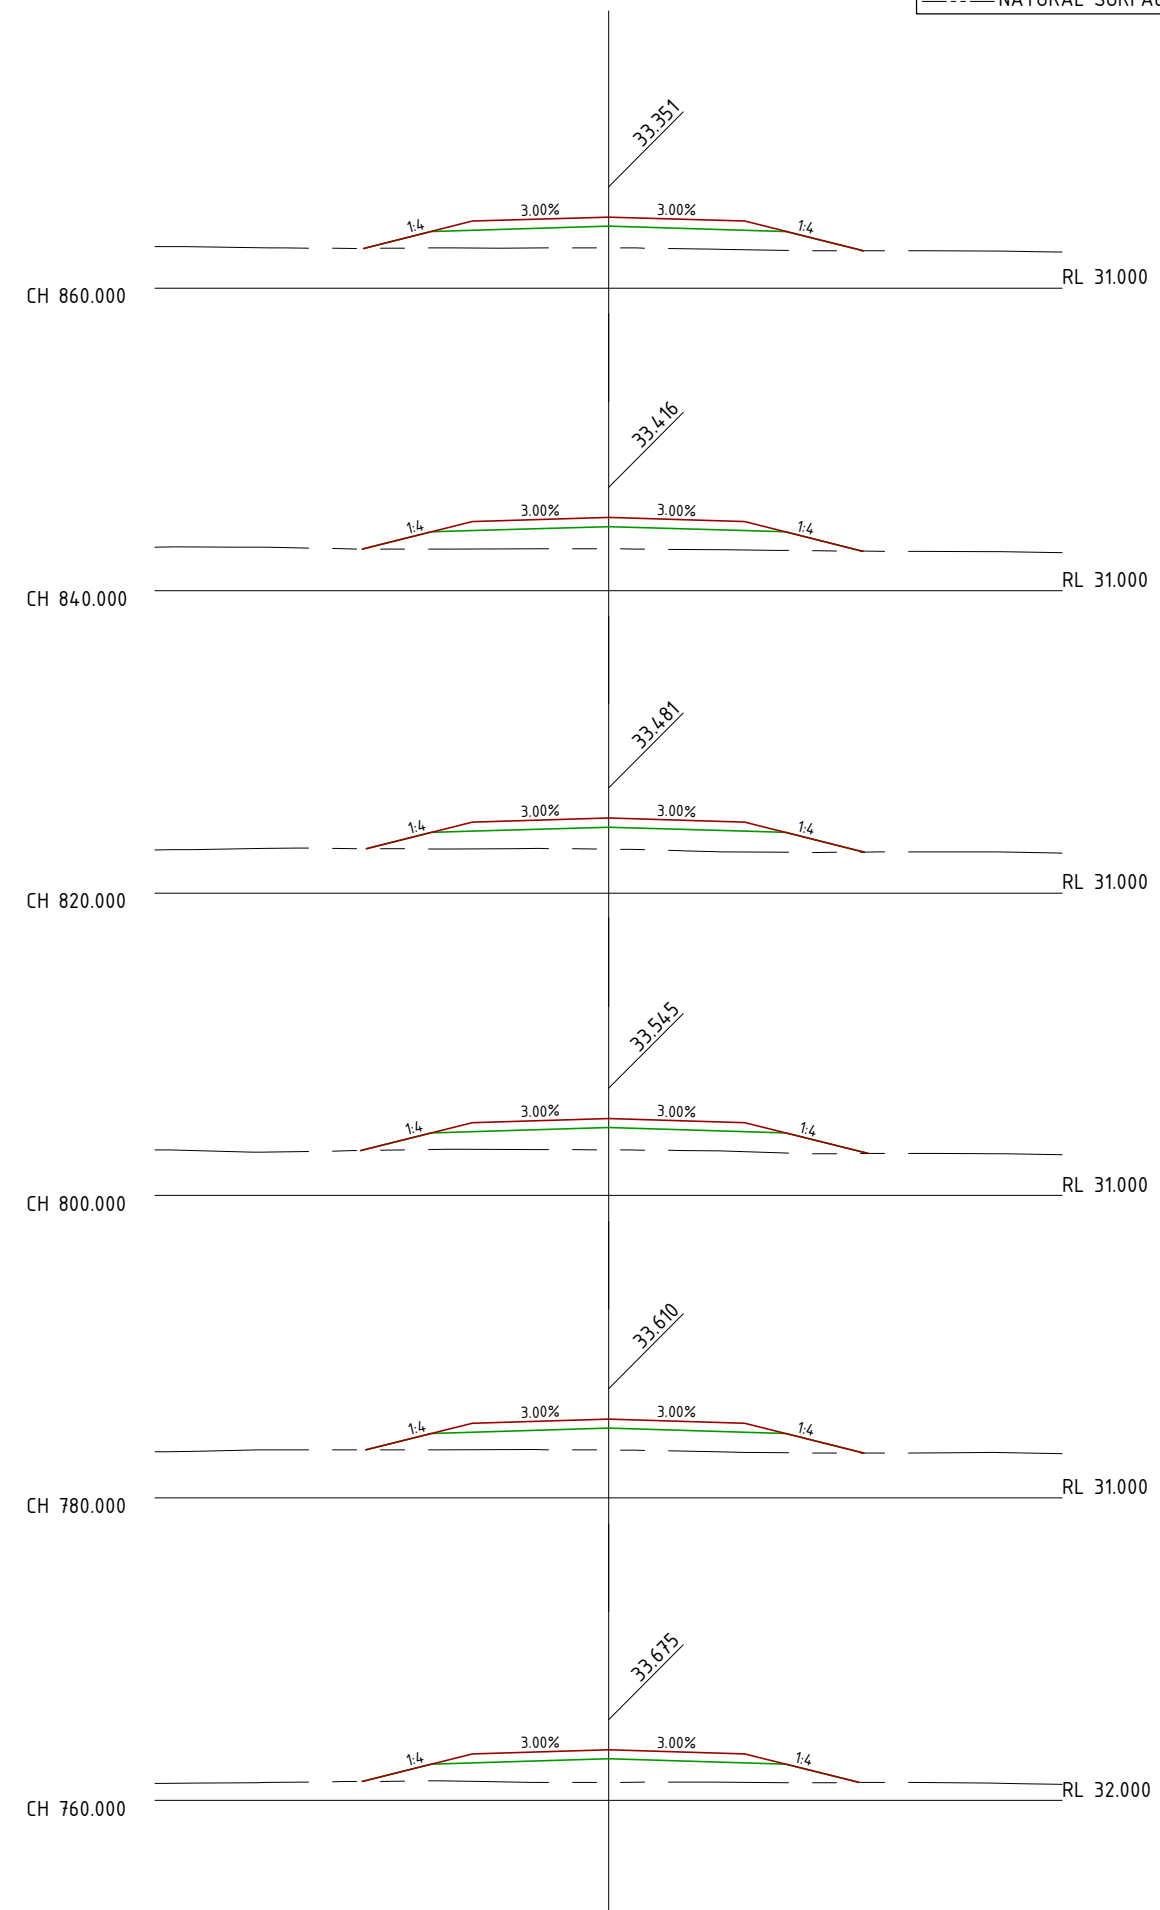 NATURAL SURFAC
33.351
1:4 3.00% 3.00% 1:4
CH 860.000 RL 31.000
33.416
1:4 3.00% 3.00% 1:4
CH 840.000 RL 31.000
33.481
1:4 3.00% 3.00% 1:4
CH 820.000 RL 31.000
33.545
1:4 3.00% 3.00% 1:4
CH 800.000 RL 31.000
33.610
1:4 3.00% 3.00% 1:4
CH 780.000 RL 31.000
33.675
1:4 3.00% 3.00% 1:4
CH 760.000 RL 32.000